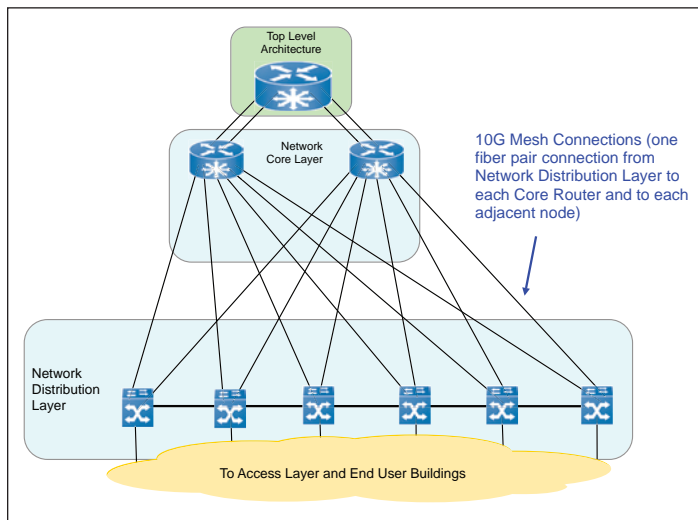 Top Level
Architecture
Network
Core Layer
10G Mesh Connections (one
fiber pair connection from
Network Distribution Layer to
each Core Router and to each
adjacent node)
Network
Distribution
Layer
To Access Layer and End User Buildings